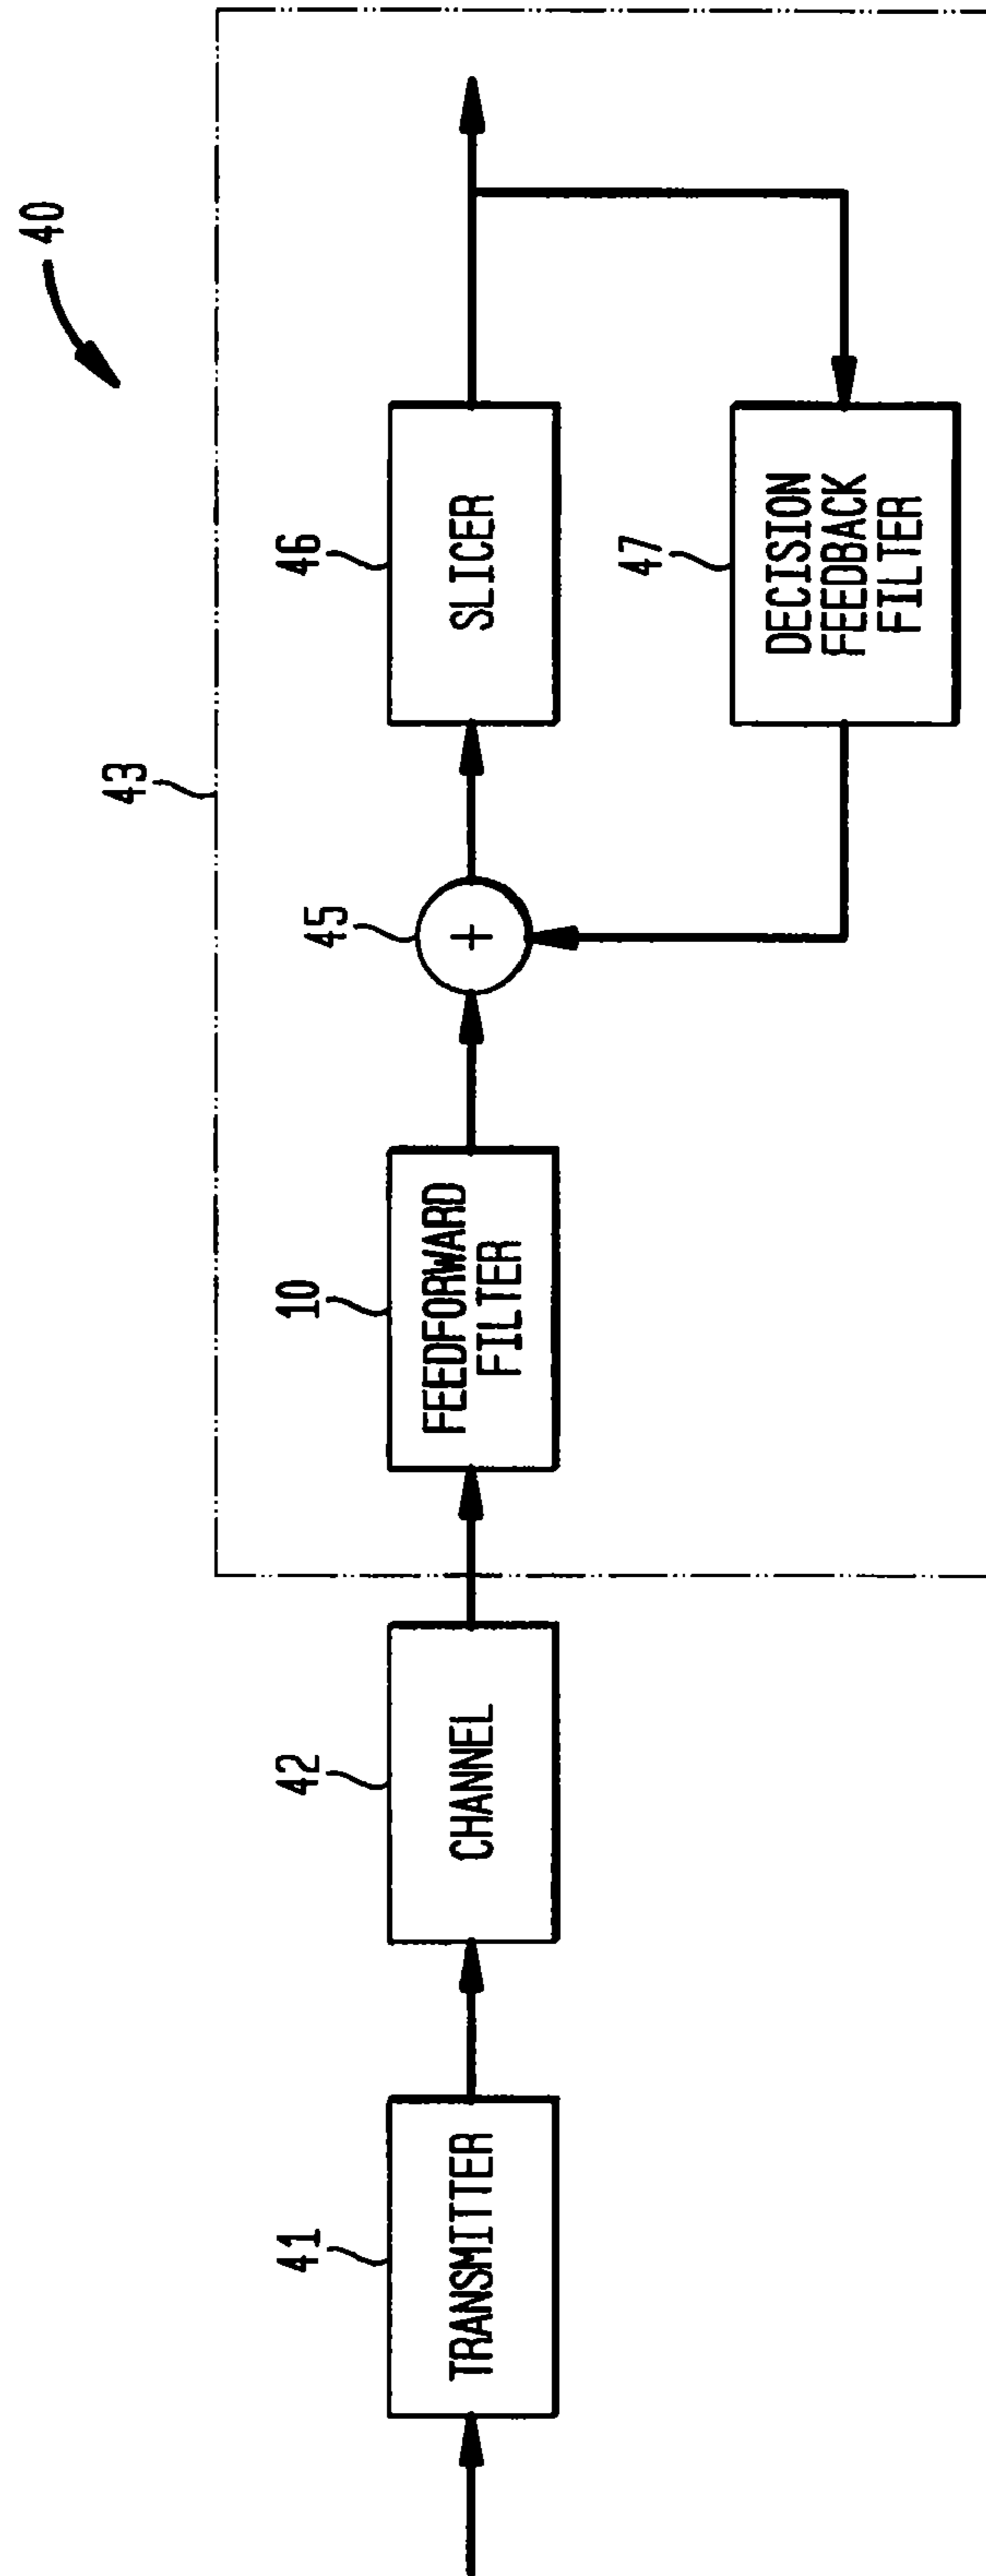 40
43
41
TRANSMITTER
42
CHANNEL
10
FEEDFORWARD
FILTER
45
+
46
SLICER
47
DECISION
FEEDBACK
FILTER